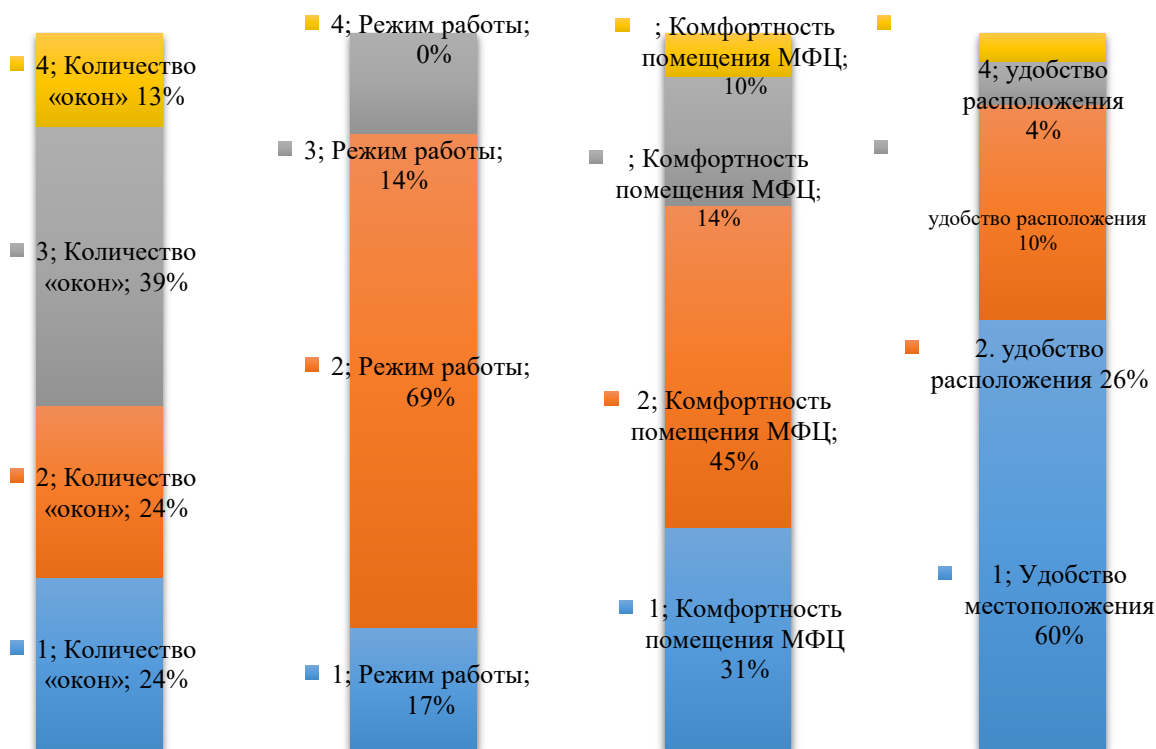 4; Количество
«окон» 13%
3; Количество
«окон»; 39%
2; Количество
«окон»; 24%
1; Количество
«окон»; 24%
4; Режим работы;
0%
3; Режим работы;
14%
2; Режим работы;
69%
1; Режим работы;
17%
; Комфортность
помещения МФЦ;
10%
; Комфортность
помещения МФЦ;
14%
2; Комфортность
помещения МФЦ;
45%
1; Комфортность
помещения МФЦ
31%
4; удобство
расположения
4%
удобство расположения
10%
2. удобство
расположения 26%
1; Удобство
местоположения
60%